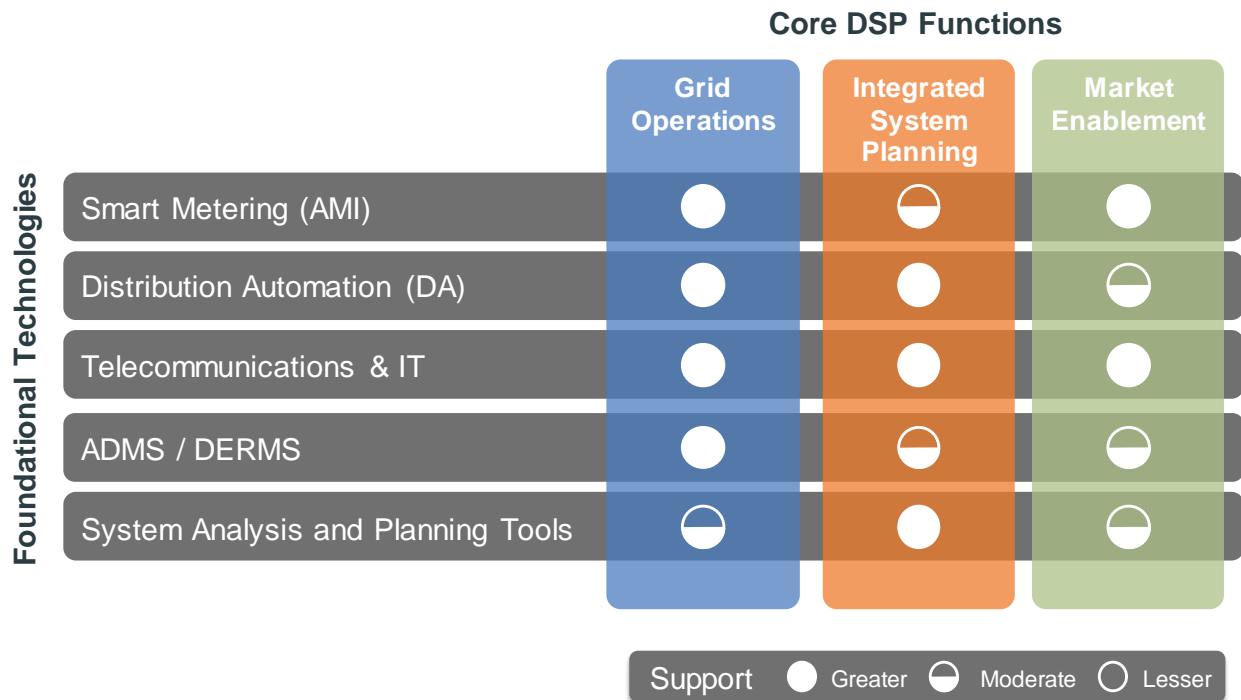 Core DSP Functions
Grid
Operations
Integrated
System
Planning
Market
Enablement
Foundational Technologies
Smart Metering (AMI)
Distribution Automation (DA)
Telecommunications & IT
ADMS / DERMS
System Analysis and Planning Tools
Support Greater Moderate Lesser